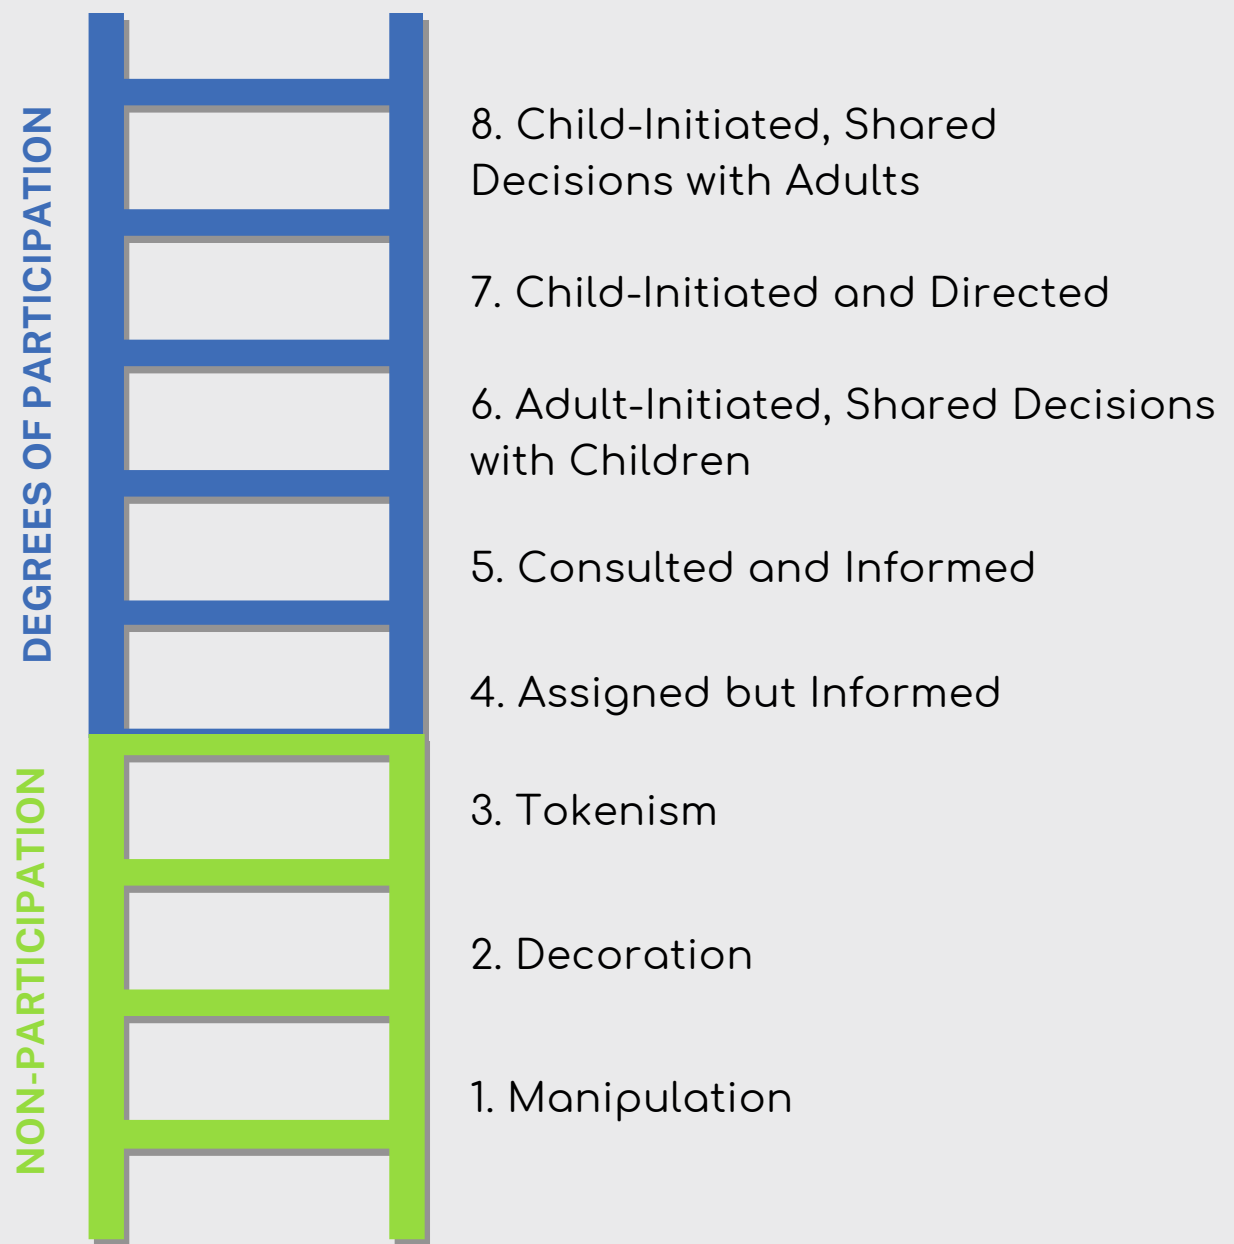 DEGREES OF PARTICIPATION
8. Child-Initiated, Shared
Decisions with Adults
7. Child-Initiated and Directed
6. Adult-Initiated, Shared Decisions
with Children
5. Consulted and Informed
4. Assigned but Informed
NON-PARTICIPATION
3. Tokenism
2. Decoration
1. Manipulation